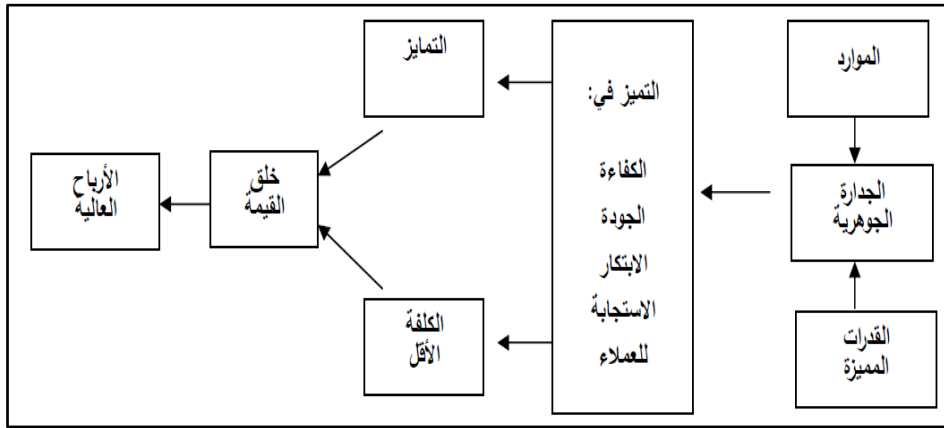 الموارد
الجدارة
الجوهرية
القدرات
المميزة
التميز في:
الكفاءة
الجودة
الابتكار
الاستجابة
للعملاء
التمايز
الكلفة
الأقل
خلق
القيمة
الأرباح
العالية